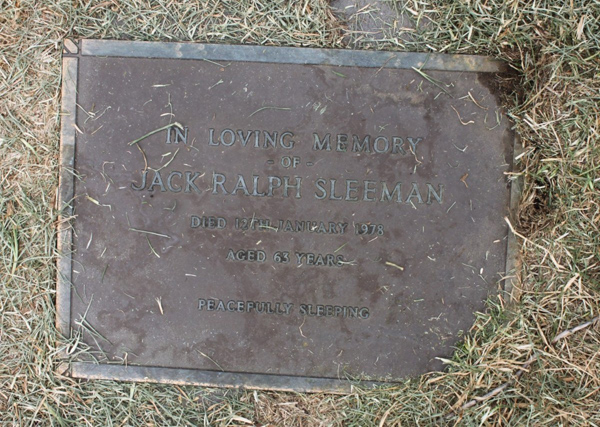 IN LOVING MEMORY
- OF -
JACK RALPH SLEEMAN
DIED 17TH JANUARY 1978
AGED 63 YEARS
PEACEFULLY SLEEPING